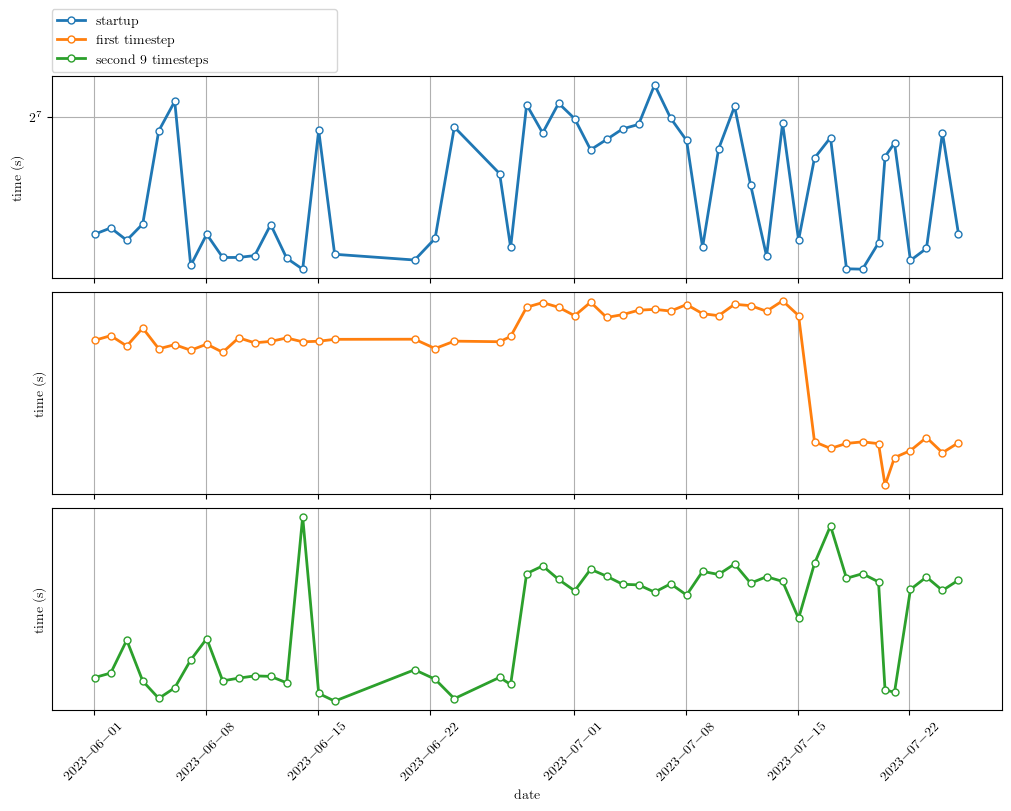 startup
first timestep
second 9 timesteps
2^7
time (s)
time (s)
time (s)
2023−06−01
2023−06−08
2023−06−15
2023−06−22
2023−07−01
2023−07−08
2023−07−15
2023−07−22
date